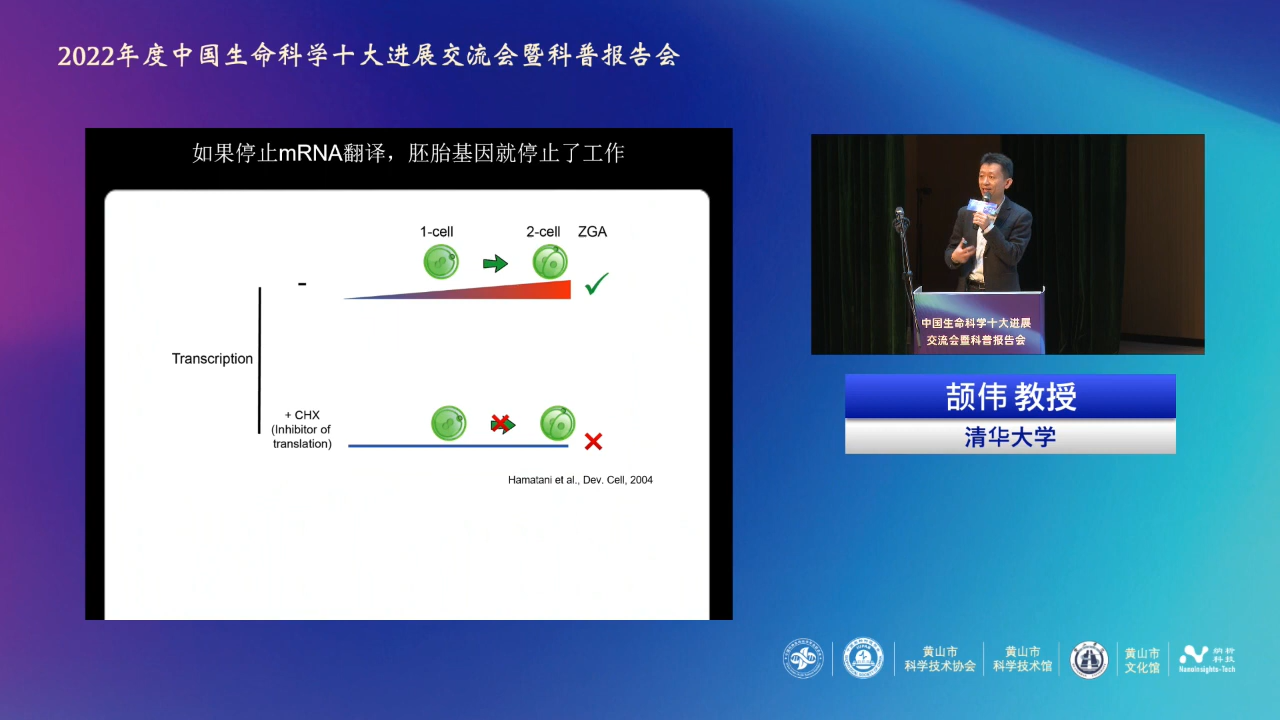 2022年度中国生命科学十大进展交流会暨科普报告会
如果停止mRNA翻译，胚胎基因就停止了工作
1-cell
2-cell
ZGA
-
Transcription
+ CHX
(Inhibitor of
translation)
Hamatani et al., Dev. Cell, 2004
中国生命科学十大进展
交流会暨科普报告会
颉伟 教授
清华大学
黄山市
科学技术协会
黄山市
科学技术馆
黄山市
文化馆
纳析
科技
NanoInsights-Tech